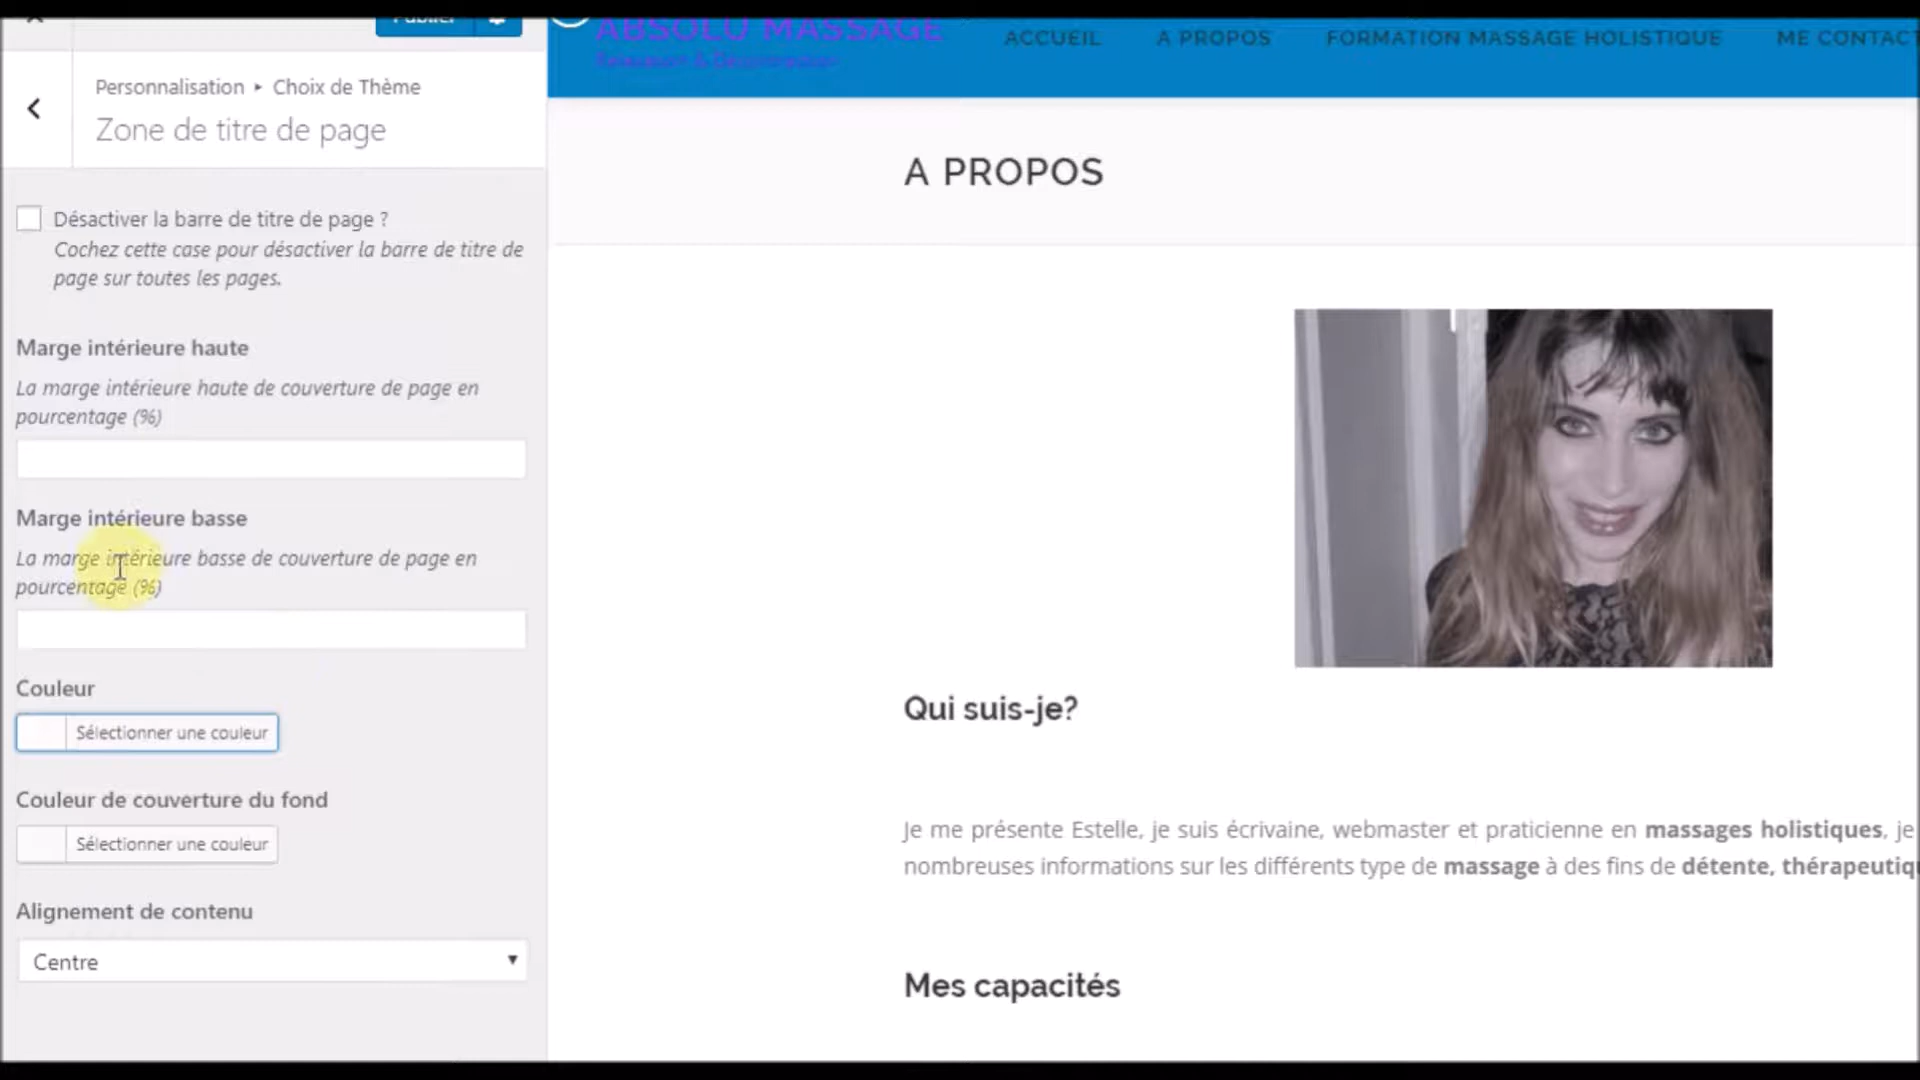 Publier
Personnalisation ▸ Choix de Thème
Zone de titre de page
Désactiver la barre de titre de page ?
Cochez cette case pour désactiver la barre de titre de
page sur toutes les pages.
Marge intérieure haute
La marge intérieure haute de couverture de page en
pourcentage (%)
Marge intérieure basse
La marge intérieure basse de couverture de page en
pourcentage (%)
Couleur
Sélectionner une couleur
Couleur de couverture du fond
Sélectionner une couleur
Alignement de contenu
Centre
ABSOLU MASSAGE
ACCUEIL A PROPOS FORMATION MASSAGE HOLISTIQUE ME CONTACT
A PROPOS
Qui suis-je?
Je me présente Estelle, je suis écrivaine, webmaster et praticienne en massages holistiques, je
nombreuses informations sur les différents type de massage à des fins de détente, thérapeutiq
Mes capacités